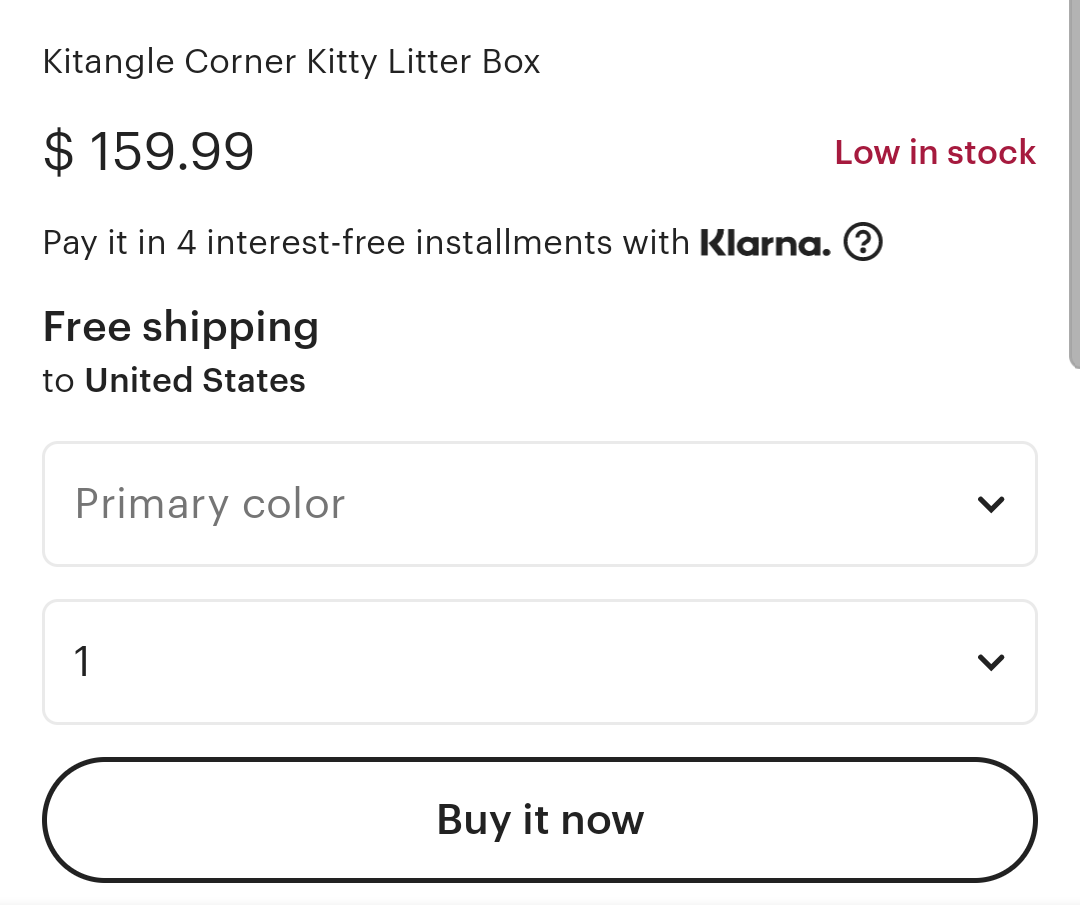 Kitangle Corner Kitty Litter Box
$ 159.99
Low in stock
Pay it in 4 interest-free installments with Klarna. ?
Free shipping
to United States
Primary color
1
Buy it now